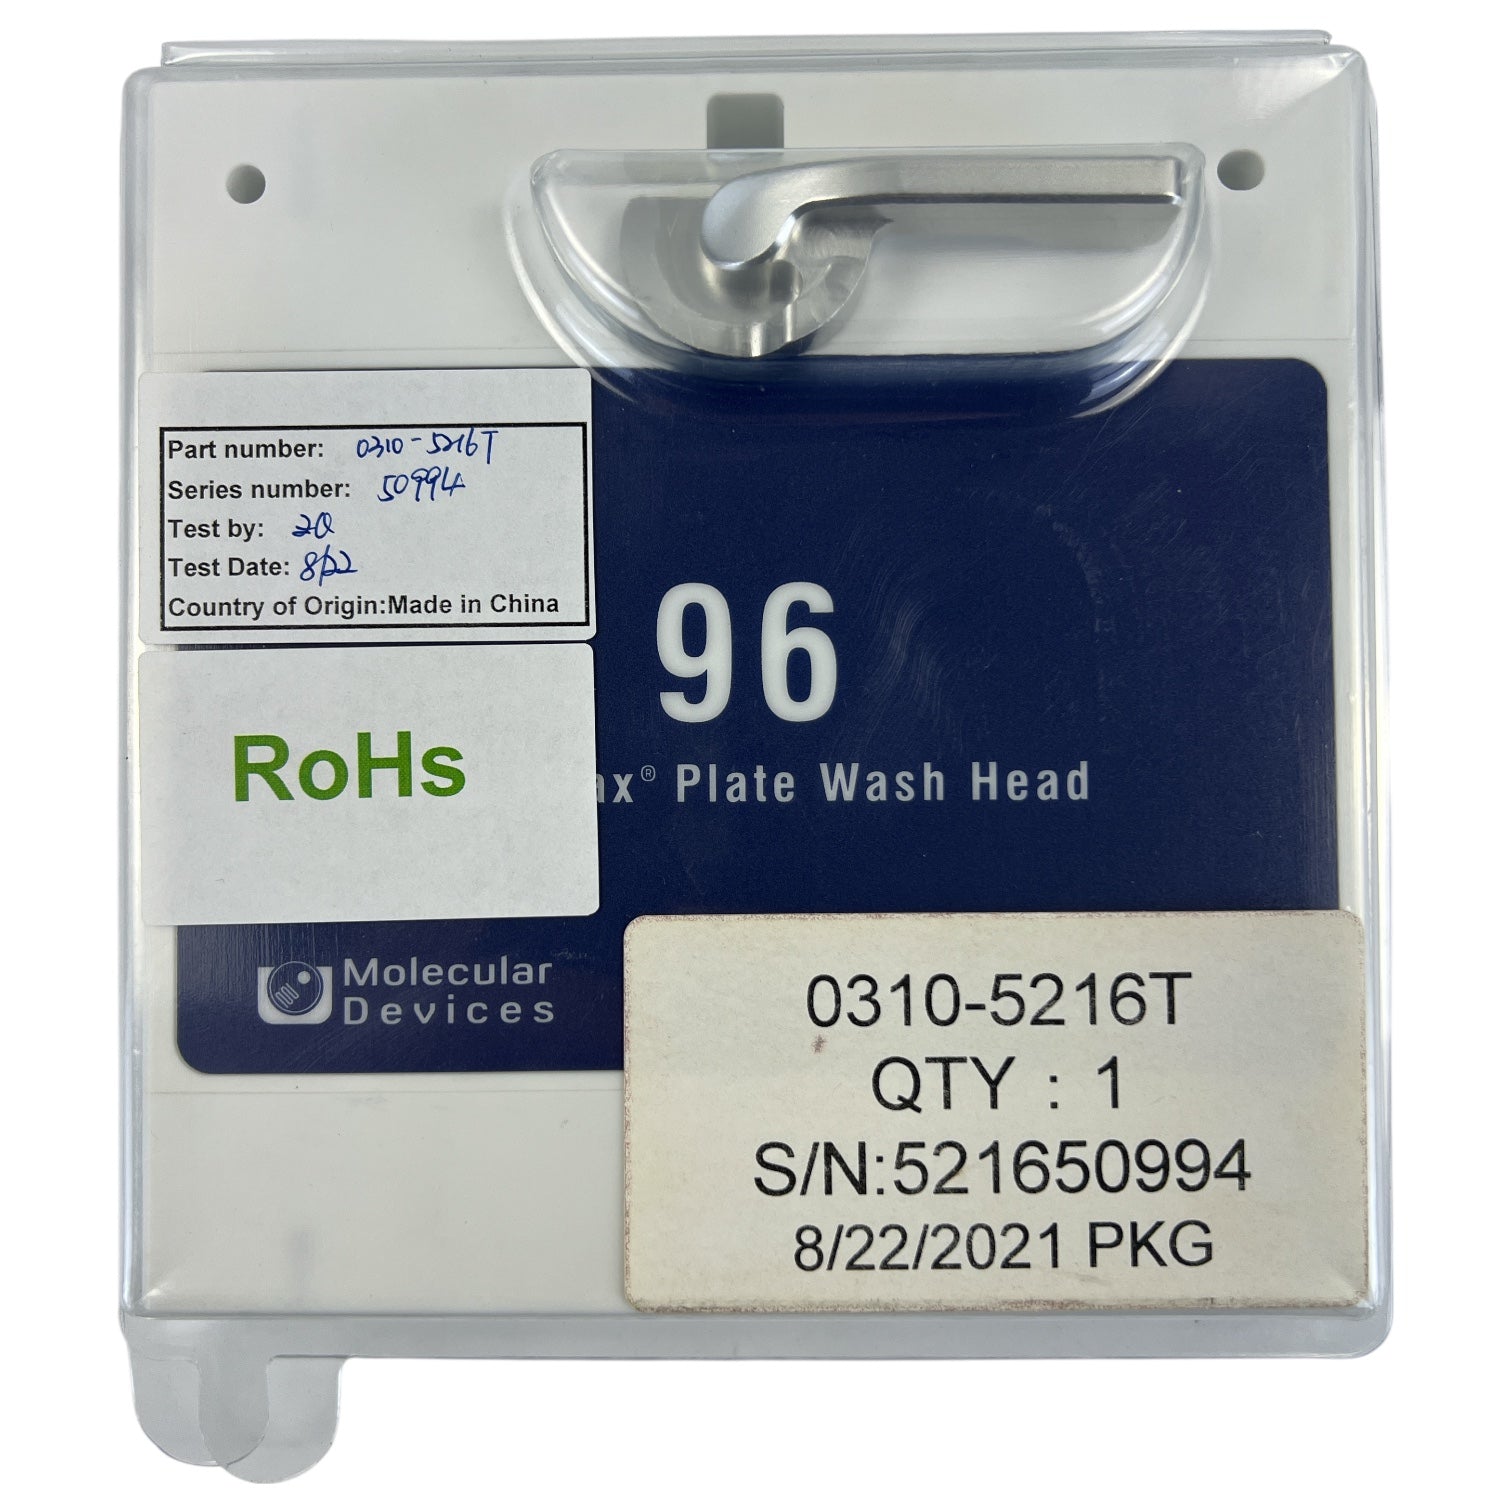 Part number: 0310-5216T
Series number: 50994
Test by:
Test Date: 8/22
Country of Origin:Made in China
96
RoHs
ax® Plate Wash Head
Molecular
Devices
0310-5216T
QTY : 1
S/N:521650994
8/22/2021 PKG